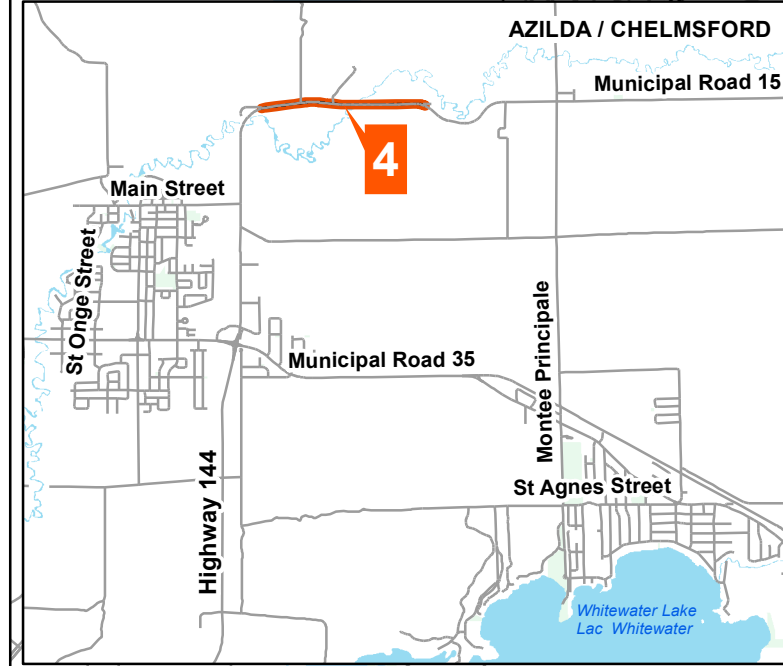 AZILDA / CHELMSFORD
Municipal Road 15
4
Main Street
St Onge Street
Municipal Road 35
Montee Principale
Highway 144
St Agnes Street
Whitewater Lake
Lac Whitewater